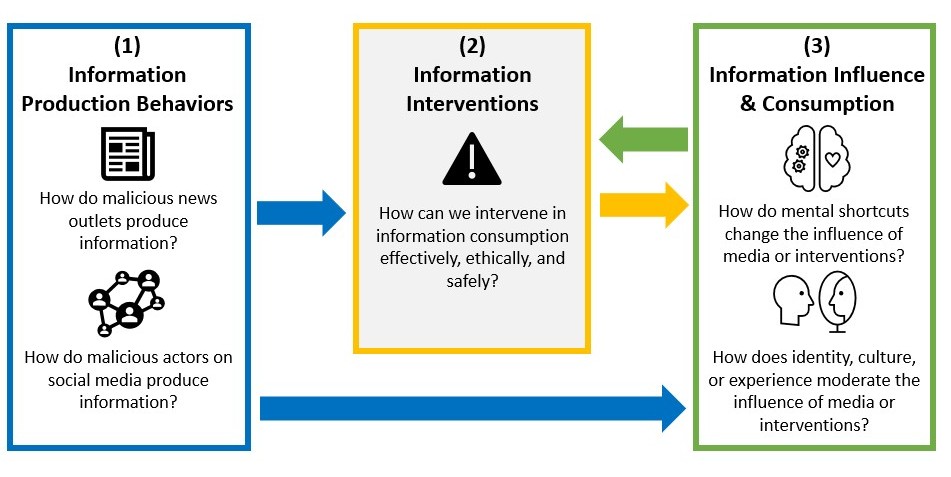 (1)
Information
Production Behaviors
How do malicious news
outlets produce
information?
How do malicious actors on
social media produce
information?
(2)
Information
Interventions
How can we intervene in
information consumption
effectively, ethically, and
safely?
(3)
Information Influence
& Consumption
How do mental shortcuts
change the influence of
media or interventions?
How does identity, culture,
or experience moderate the
influence of media or
interventions?